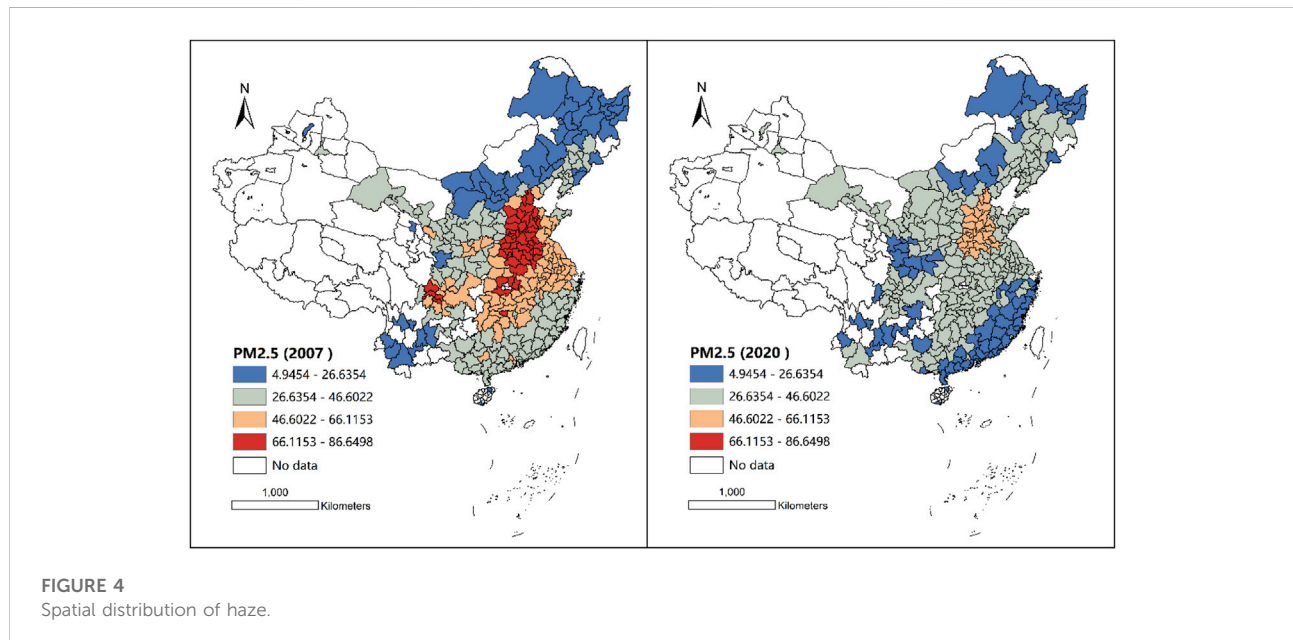 N
PM2.5 (2007 )
4.9454 - 26.6354
26.6354 - 46.6022
46.6022 - 66.1153
66.1153 - 86.6498
No data
1,000
Kilometers
N
PM2.5 (2020 )
4.9454 - 26.6354
26.6354 - 46.6022
46.6022 - 66.1153
66.1153 - 86.6498
No data
1,000
Kilometers
FIGURE 4
Spatial distribution of haze.